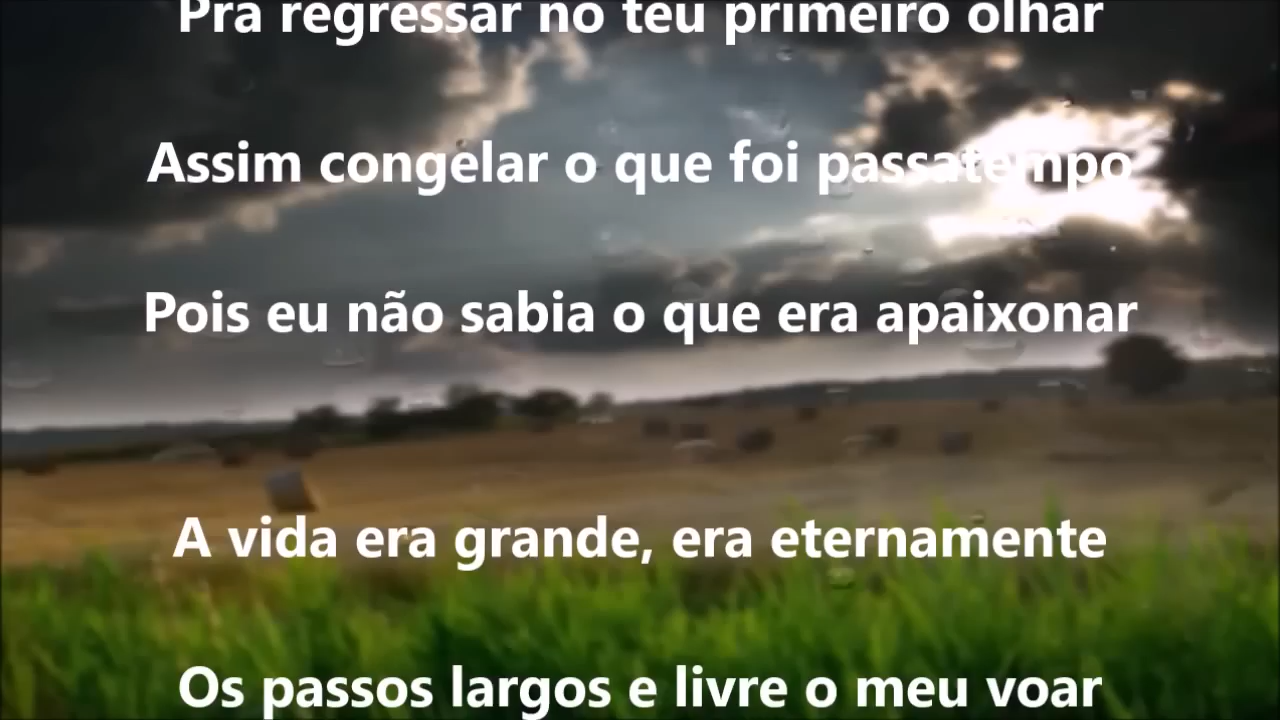 Pra regressar no teu primeiro olhar
Assim congelar o que foi passatempo
Pois eu não sabia o que era apaixonar
A vida era grande, era eternamente
Os passos largos e livre o meu voar